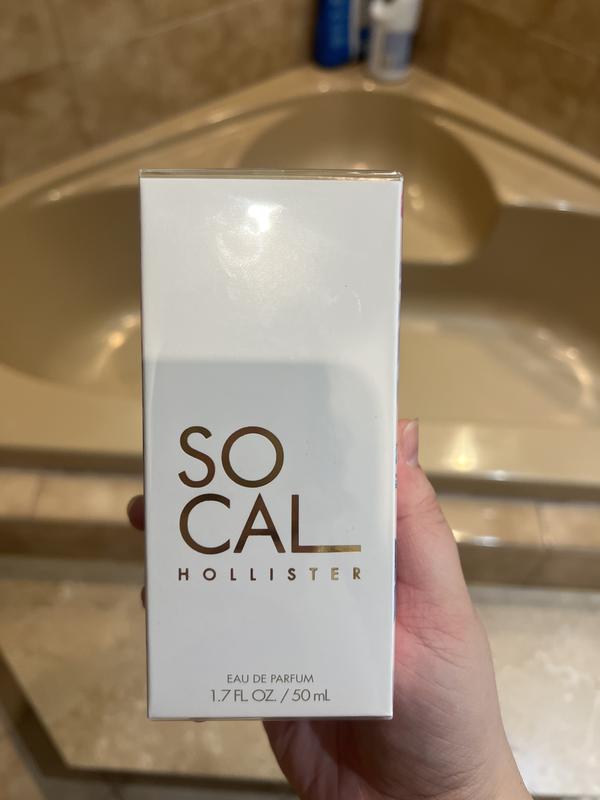 SO
CAL
HOLLISTER
EAU DE PARFUM
1.7 FL. OZ. / 50 mL